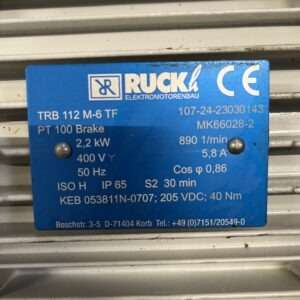 RUCKh CE
ELEKTROMOTORENBAU
TRB 112 M-6 TF 107-24-23030143
PT 100 Brake MK66028-2
2,2 kW 890 1/min
400 V Y 5,8 A
50 Hz Cos φ 0,86
ISO H IP 65 S2 30 min
KEB 053811N-0707; 205 VDC; 40 Nm
Boschstr. 3-5 D-71404 Korb Tel.: +49 (0)7151/20549-0